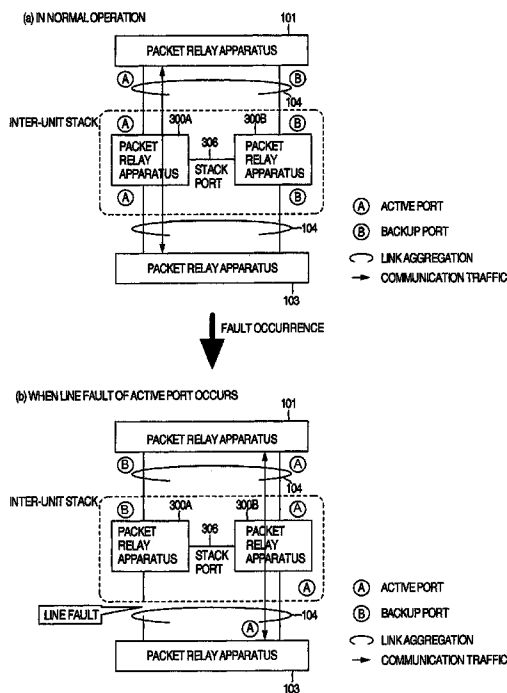 (a) IN NORMAL OPERATION
101
PACKET RELAY APPARATUS
A
B
104
INTER-UNIT STACK
A
300A
306
300B
B
PACKET
RELAY
APPARATUS
STACK
PORT
PACKET
RELAY
APPARATUS
A
B
104
PACKET RELAY APPARATUS
103
A ACTIVE PORT
B BACKUP PORT
LINK AGGREGATION
COMMUNICATION TRAFFIC
FAULT OCCURRENCE
(b) WHEN LINE FAULT OF ACTIVE PORT OCCURS
101
PACKET RELAY APPARATUS
B
A
104
INTER-UNIT STACK
B
300A
306
300B
A
PACKET
RELAY
APPARATUS
STACK
PORT
PACKET
RELAY
APPARATUS
A
LINE FAULT
104
A
PACKET RELAY APPARATUS
103
A ACTIVE PORT
B BACKUP PORT
LINK AGGREGATION
COMMUNICATION TRAFFIC